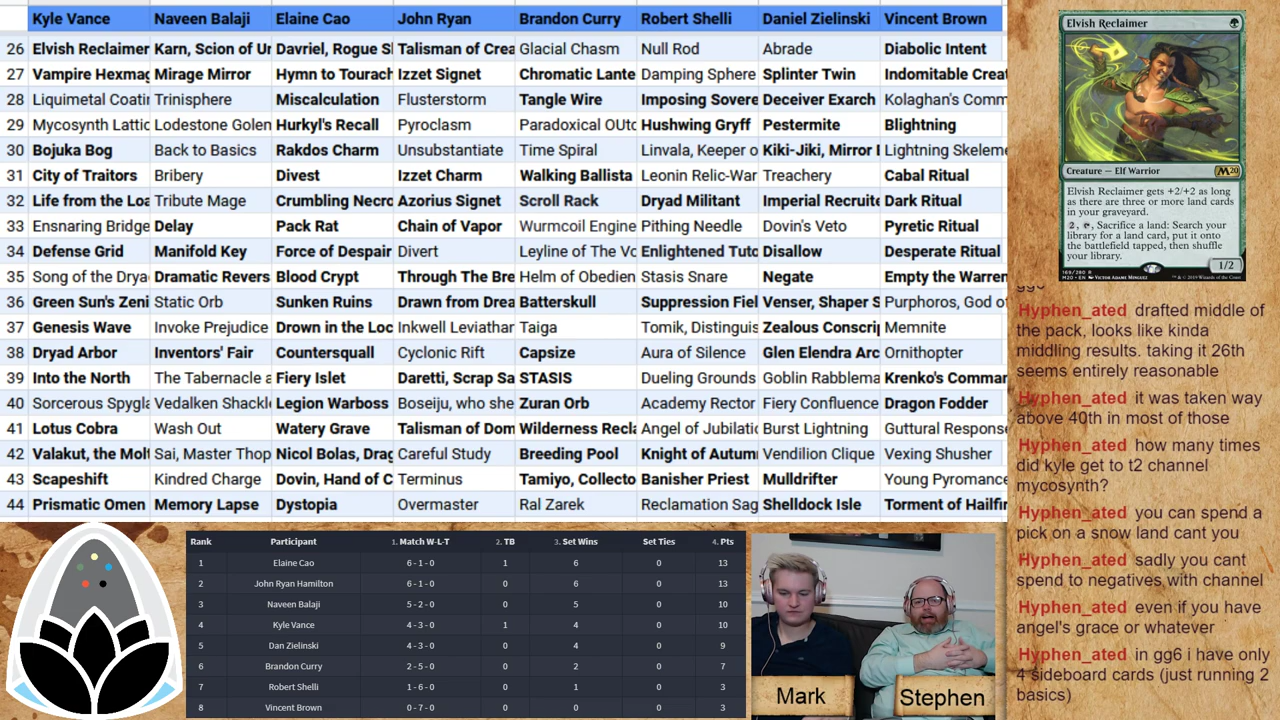 Kyle Vance Naveen Balaji Elaine Cao John Ryan Brandon Curry Robert Shelli Daniel Zielinski Vincent Brown
26 Elvish Reclaimer Karn, Scion of Ur Davriel, Rogue S Talisman of Crea Glacial Chasm Null Rod Abrade Diabolic Intent
27 Vampire Hexmag Mirage Mirror Hymn to Tourach Izzet Signet Chromatic Lante Damping Sphere Splinter Twin Indomitable Creat
28 Liquimetal Coatin Trinisphere Miscalculation Flusterstorm Tangle Wire Imposing Sovere Deceiver Exarch Kolaghan's Comm
29 Mycosynth Lattic Lodestone Golen Hurkyl's Recall Pyroclasm Paradoxical OUtc Hushwing Gryff Pestermite Blightning
30 Bojuka Bog Back to Basics Rakdos Charm Unsubstantiate Time Spiral Linvala, Keeper o Kiki-Jiki, Mirror Lightning Skeleme
31 City of Traitors Bribery Divest Izzet Charm Walking Ballista Leonin Relic-War Treachery Cabal Ritual
32 Life from the Loa Tribute Mage Crumbling Necro Azorius Signet Scroll Rack Dryad Militant Imperial Recruite Dark Ritual
33 Ensnaring Bridge Delay Pack Rat Chain of Vapor Wurmcoil Engine Pithing Needle Dovin's Veto Pyretic Ritual
34 Defense Grid Manifold Key Force of Despair Divert Leyline of The Vo Enlightened Tuto Disallow Desperate Ritual
35 Song of the Drya Dramatic Revers Blood Crypt Through The Bre Helm of Obedien Stasis Snare Negate Empty the Warren
36 Green Sun's Zeni Static Orb Sunken Ruins Drawn from Drea Batterskull Suppression Fiel Venser, Shaper S Purphoros, God o
37 Genesis Wave Invoke Prejudice Drown in the Loc Inkwell Leviathar Taiga Tomik, Distinguis Zealous Conscrip Memnite
38 Dryad Arbor Inventors' Fair Countersquall Cyclonic Rift Capsize Aura of Silence Glen Elendra Arc Ornithopter
39 Into the North The Tabernacle a Fiery Islet Daretti, Scrap Sa STASIS Dueling Grounds Goblin Rabblema Krenko's Comman
40 Sorcerous Spygla Vedalken Shackl Legion Warboss Boseiju, who she Zuran Orb Academy Rector Fiery Confluence Dragon Fodder
41 Lotus Cobra Wash Out Watery Grave Talisman of Dom Wilderness Recla Angel of Jubilatic Burst Lightning Guttural Response
42 Valakut, the Molt Sai, Master Thop Nicol Bolas, Drag Careful Study Breeding Pool Knight of Autumn Vendilion Clique Vexing Shusher
43 Scapeshift Kindred Charge Dovin, Hand of C Terminus Tamiyo, Collecto Banisher Priest Mulldrifter Young Pyromance
44 Prismatic Omen Memory Lapse Dystopia Overmaster Ral Zarek Reclamation Sag Shelldock Isle Torment of Hailfir
Elvish Reclaimer
Creature — Elf Warrior M20
Elvish Reclaimer gets +2/+2 as long
as there are three or more land cards
in your graveyard.
2, Sacrifice a land: Search your
library for a land card, put it onto
the battlefield tapped, then shuffle
your library.
1/2
Hyphen_ated drafted middle of
the pack, looks like kinda
middling results. taking it 26th
seems entirely reasonable
Hyphen_ated it was taken way
above 40th in most of those
Hyphen_ated how many times
did kyle get to t2 channel
mycosynth?
Hyphen_ated you can spend a
pick on a snow land cant you
Hyphen_ated sadly you cant
spend to negatives with channel
Hyphen_ated even if you have
angel's grace or whatever
Hyphen_ated in gg6 i have only
4 sideboard cards (just running 2
basics)
Rank Participant 1. Match W-L-T 2. TB 3. Set Wins Set Ties 4. Pts
1 Elaine Cao 6 - 1 - 0 1 6 0 13
2 John Ryan Hamilton 6 - 1 - 0 0 6 0 13
3 Naveen Balaji 5 - 2 - 0 0 5 0 10
4 Kyle Vance 4 - 3 - 0 1 4 0 10
5 Dan Zielinski 4 - 3 - 0 0 4 0 9
6 Brandon Curry 2 - 5 - 0 0 2 0 7
7 Robert Shelli 1 - 6 - 0 0 1 0 3
8 Vincent Brown 0 - 7 - 0 0 0 0 3
Mark
Stephen